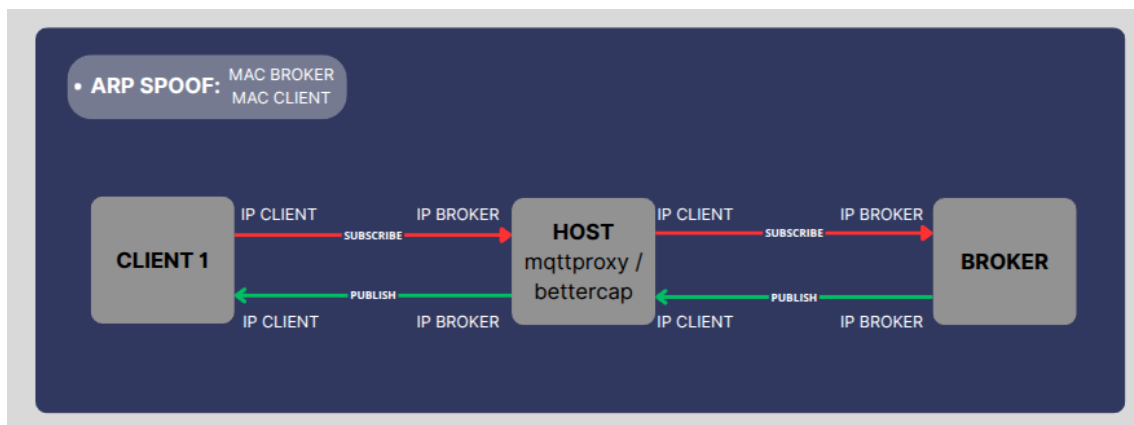 • ARP SPOOF: MAC BROKER
MAC CLIENT
IP CLIENT IP BROKER IP CLIENT IP BROKER
SUBSCRIBE SUBSCRIBE
CLIENT 1
HOST
mqttproxy /
bettercap
BROKER
PUBLISH PUBLISH
IP CLIENT IP BROKER IP CLIENT IP BROKER